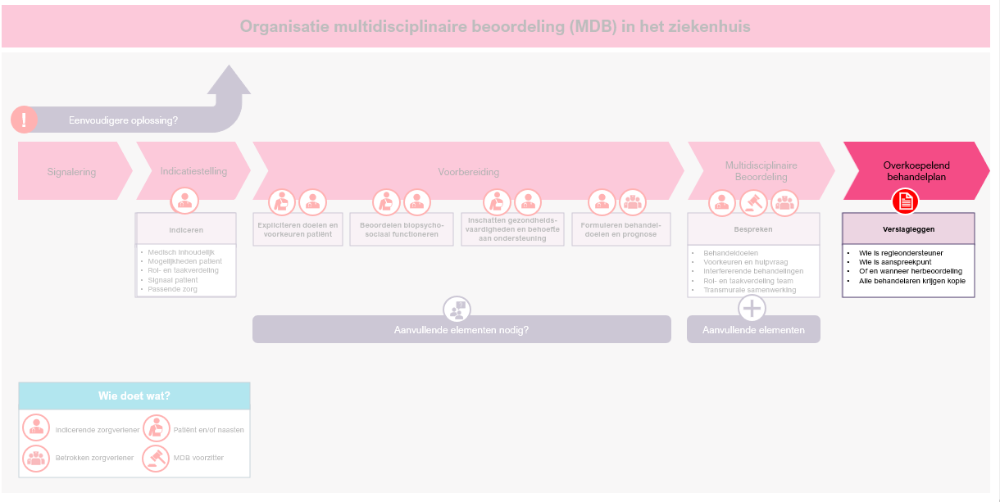 Organisatie multidisciplinaire beoordeling (MDB) in het ziekenhuis
!
Eenvoudigere oplossing?
Signalering
Indicatiestelling
Voorbereiding
Multidisciplinaire
Beoordeling
Overkoepelend
behandelplan
Indiceren
• Medisch inhoudelijk
• Mogelijkheden patient
• Rol- en taakverdeling
• Signaal patient
• Passende zorg
Expliciteren doelen en
voorkeuren patiënt
Beoordelen biopsycho-
sociaal functioneren
Inschatten gezondheids-
vaardigheden en behoefte
aan ondersteuning
Formuleren behandel-
doelen en prognose
Bespreken
• Behandeldoelen
• Voorkeuren en hulpvraag
• Interfererende behandelingen
• Rol- en taakverdeling team
• Transmurale samenwerking
Verslagleggen
• Wie is regieondersteuner
• Wie is aanspreekpunt
• Of en wanneer herbeoordeling
• Alle behandelaren krijgen kopie
Aanvullende elementen nodig?
Aanvullende elementen
Wie doet wat?
Indicerende zorgverlener
Patiënt en/of naasten
Betrokken zorgverlener
MDB voorzitter